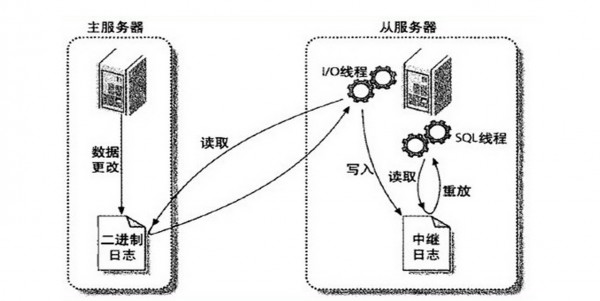 主服务器
从服务器
I/O线程
SQL线程
数据
更改
读取
写入
读取
重放
二进制
日志
中继
日志